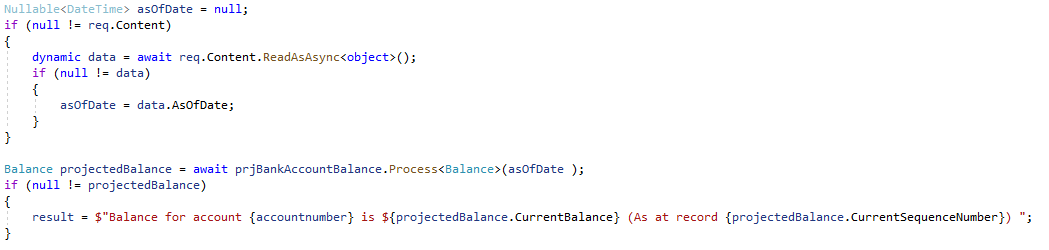 Nullable<DateTime> asOfDate = null;
if (null != req.Content)
{
    dynamic data = await req.Content.ReadAsAsync<object>();
    if (null != data)
    {
        asOfDate = data.AsOfDate;
    }
}

Balance projectedBalance = await prjBankAccountBalance.Process<Balance>(asOfDate );
if (null != projectedBalance)
{
    result = $"Balance for account {accountnumber} is ${projectedBalance.CurrentBalance} (As at record {projectedBalance.CurrentSequenceNumber}) ";
}